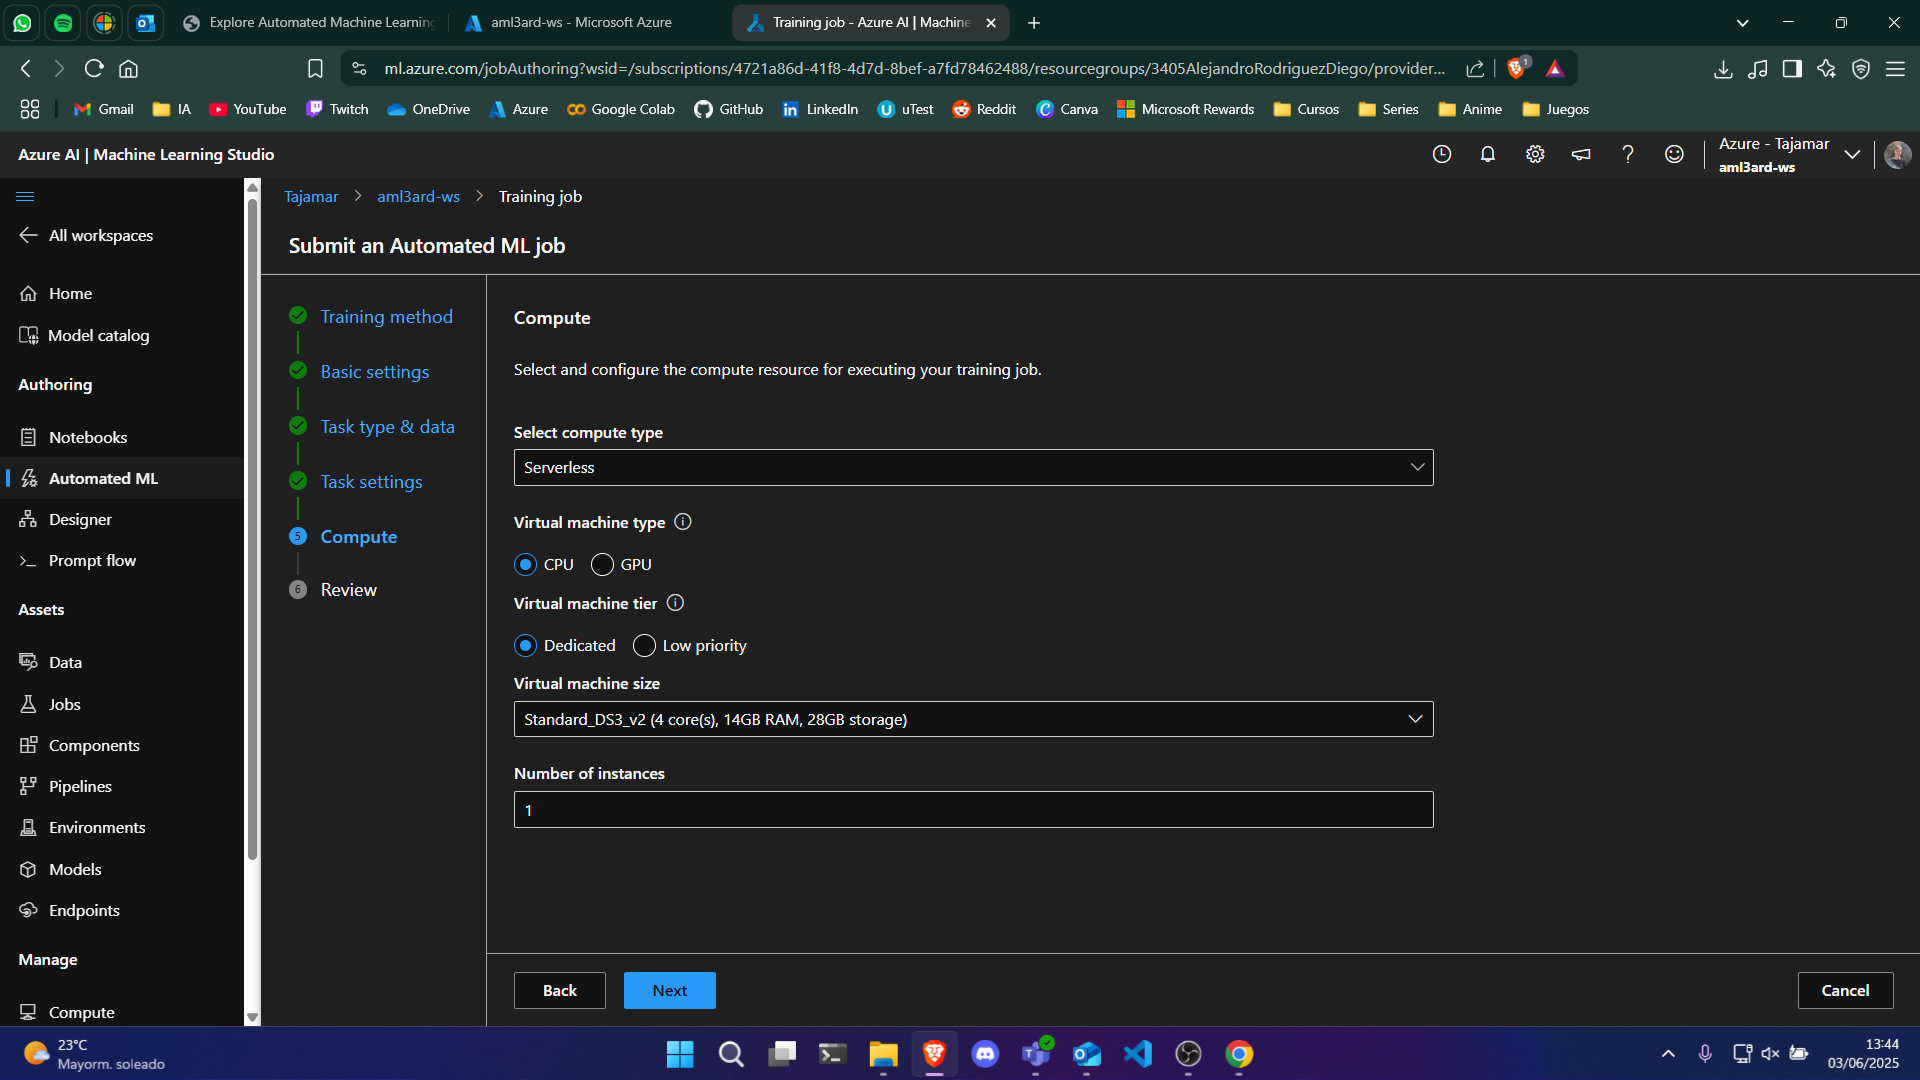 Explore Automated Machine Learning
aml3ard-ws - Microsoft Azure
Training job - Azure AI | Machine
ml.azure.com/jobAuthoring?wsid=/subscriptions/4721a86d-41f8-4d7d-8bef-a7fd78462488/resourcegroups/3405AlejandroRodriguezDiego/provider...
1
Gmail
IA
YouTube
Twitch
OneDrive
Azure
Google Colab
GitHub
LinkedIn
uTest
Reddit
Canva
Microsoft Rewards
Cursos
Series
Anime
Juegos
Azure AI | Machine Learning Studio
Azure - Tajamar
aml3ard-ws
All workspaces
Home
Model catalog
Authoring
Notebooks
Automated ML
Designer
Prompt flow
Assets
Data
Jobs
Components
Pipelines
Environments
Models
Endpoints
Manage
Compute
Tajamar > aml3ard-ws > Training job
Submit an Automated ML job
Training method
Basic settings
Task type & data
Task settings
5 Compute
6 Review
Compute
Select and configure the compute resource for executing your training job.
Select compute type
Serverless
Virtual machine type
CPU GPU
Virtual machine tier
Dedicated Low priority
Virtual machine size
Standard_DS3_v2 (4 core(s), 14GB RAM, 28GB storage)
Number of instances
1
Back
Next
Cancel
23°C
Mayorm. soleado
13:44
03/06/2025